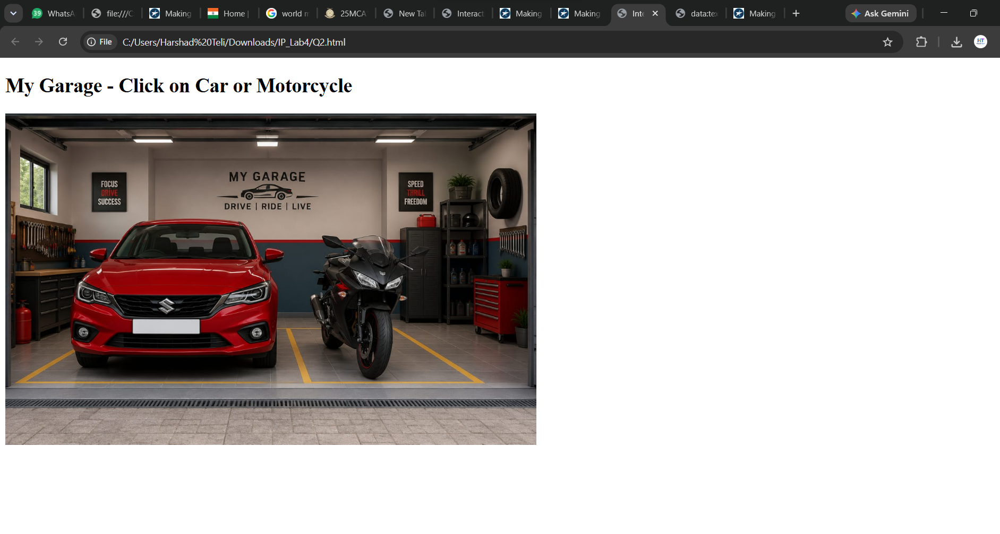 39 WhatsA
file:///C
Making
Home |
world m
25MCA
New Ta
Interact
Making
Making
Inte
data:tex
Making
Ask Gemini
File
C:/Users/Harshad%20Teli/Downloads/IP_Lab4/Q2.html
HT
My Garage - Click on Car or Motorcycle
FOCUS
DRIVE
SUCCESS
MY GARAGE
DRIVE | RIDE | LIVE
SPEED
THRILL
FREEDOM